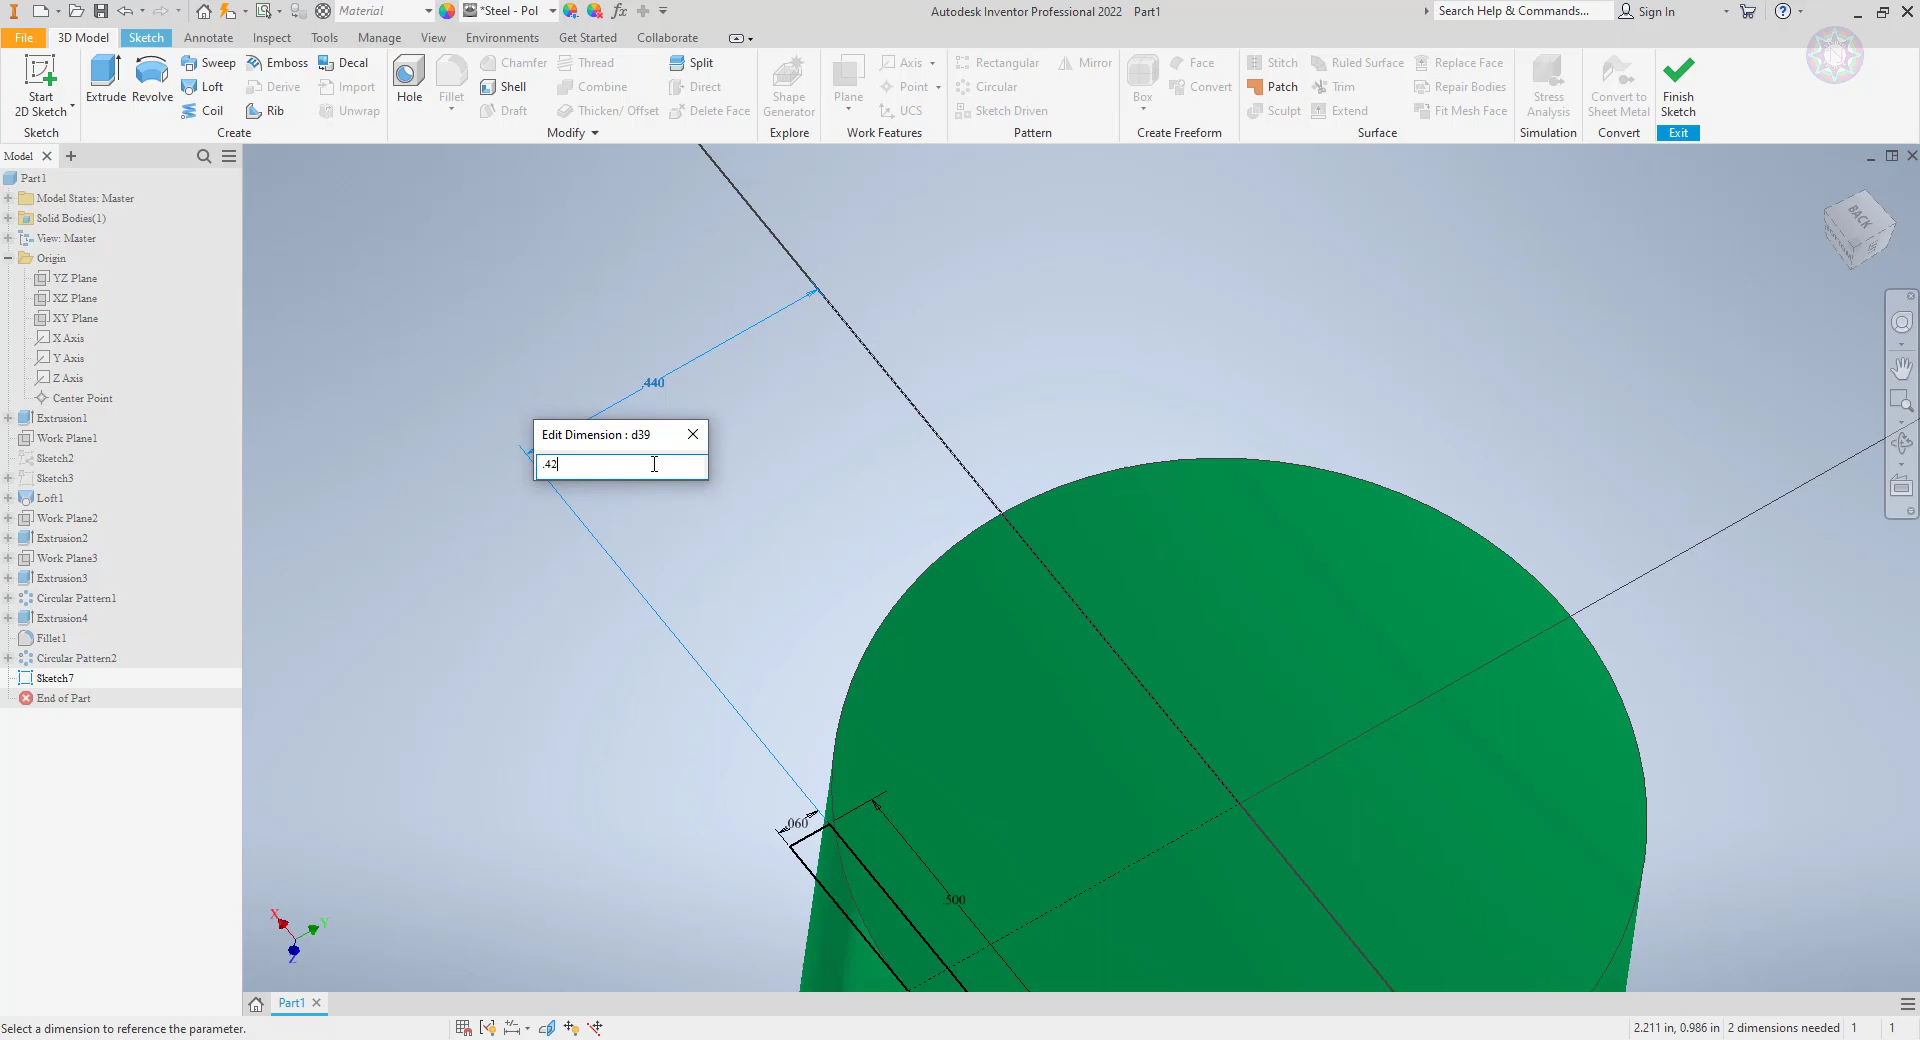 Material
*Steel - Pol
Autodesk Inventor Professional 2022 Part1
Search Help & Commands...
Sign In
File
3D Model
Sketch
Annotate
Inspect
Tools
Manage
View
Environments
Get Started
Collaborate
Start
2D Sketch
Sketch
Extrude
Revolve
Sweep
Loft
Coil
Emboss
Derive
Rib
Decal
Import
Unwrap
Create
Hole
Fillet
Chamfer
Shell
Draft
Thread
Combine
Thicken/ Offset
Split
Direct
Delete Face
Modify
Shape
Generator
Explore
Plane
Axis
Point
UCS
Work Features
Rectangular
Circular
Sketch Driven
Mirror
Pattern
Box
Face
Convert
Create Freeform
Stitch
Patch
Sculpt
Ruled Surface
Trim
Extend
Replace Face
Repair Bodies
Fit Mesh Face
Surface
Stress
Analysis
Simulation
Convert to
Sheet Metal
Convert
Finish
Sketch
Exit
Model
Part1
Model States: Master
Solid Bodies(1)
View: Master
Origin
YZ Plane
XZ Plane
XY Plane
X Axis
Y Axis
Z Axis
Center Point
Extrusion1
Work Plane1
Sketch2
Sketch3
Loft1
Work Plane2
Extrusion2
Work Plane3
Extrusion3
Circular Pattern1
Extrusion4
Fillet1
Circular Pattern2
Sketch7
End of Part
BACK
.440
Edit Dimension : d39
.42
.060
.500
X
Y
Z
Part1
Select a dimension to reference the parameter.
2.211 in, 0.986 in 2 dimensions needed 1 1